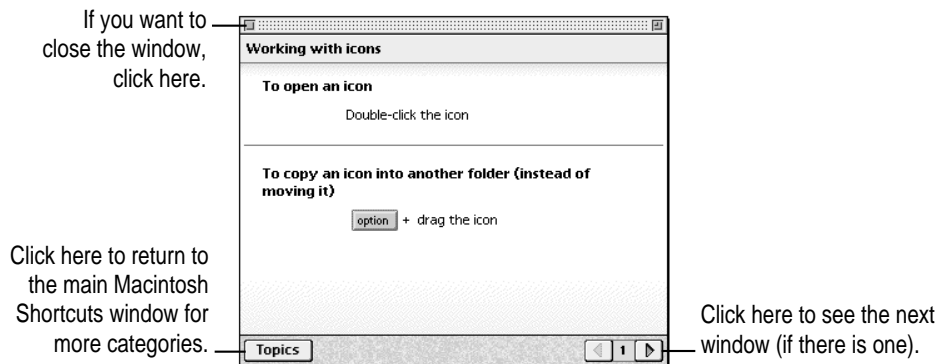 If you want to
close the window,
click here.
Working with icons
To open an icon
Double-click the icon
To copy an icon into another folder (instead of
moving it)
option + drag the icon
Click here to return to
the main Macintosh
Shortcuts window for
more categories.
Topics
1
Click here to see the next
window (if there is one).